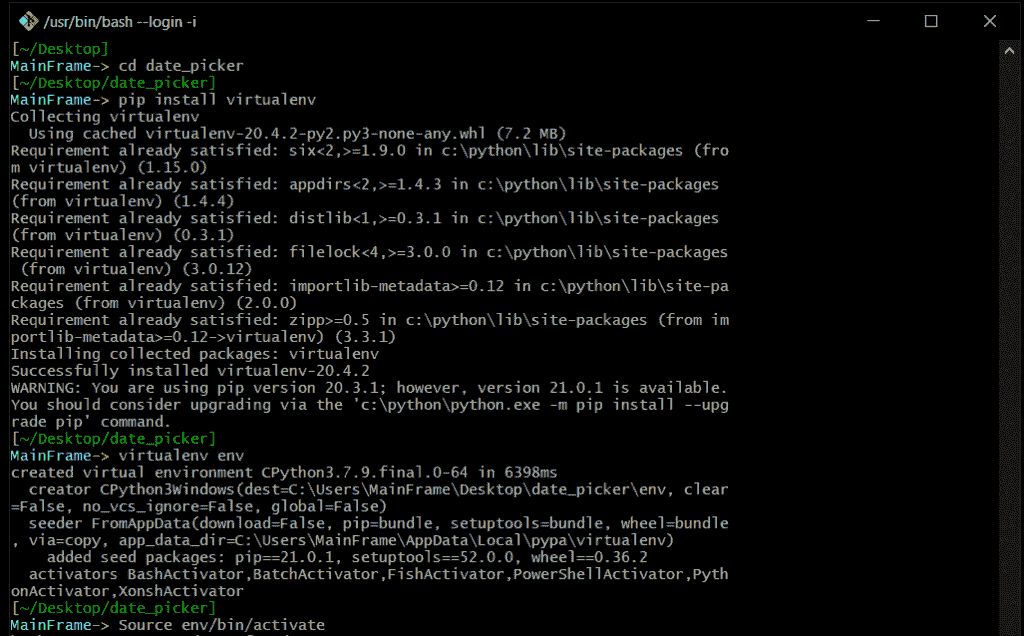 /usr/bin/bash --login -i
[~/Desktop]
MainFrame-> cd date_picker
[~/Desktop/date_picker]
MainFrame-> pip install virtualenv
Collecting virtualenv
  Using cached virtualenv-20.4.2-py2.py3-none-any.whl (7.2 MB)
Requirement already satisfied: six<2,>=1.9.0 in c:\python\lib\site-packages (fro
m virtualenv) (1.15.0)
Requirement already satisfied: appdirs<2,>=1.4.3 in c:\python\lib\site-packages
(from virtualenv) (1.4.4)
Requirement already satisfied: distlib<1,>=0.3.1 in c:\python\lib\site-packages
(from virtualenv) (0.3.1)
Requirement already satisfied: filelock<4,>=3.0.0 in c:\python\lib\site-packages
 (from virtualenv) (3.0.12)
Requirement already satisfied: importlib-metadata>=0.12 in c:\python\lib\site-pa
ckages (from virtualenv) (2.0.0)
Requirement already satisfied: zipp>=0.5 in c:\python\lib\site-packages (from im
portlib-metadata>=0.12->virtualenv) (3.3.1)
Installing collected packages: virtualenv
Successfully installed virtualenv-20.4.2
WARNING: You are using pip version 20.3.1; however, version 21.0.1 is available.
You should consider upgrading via the 'c:\python\python.exe -m pip install --upg
rade pip' command.
[~/Desktop/date_picker]
MainFrame-> virtualenv env
created virtual environment CPython3.7.9.final.0-64 in 6398ms
  creator CPython3Windows(dest=C:\Users\MainFrame\Desktop\date_picker\env, clear
=False, no_vcs_ignore=False, global=False)
  seeder FromAppData(download=False, pip=bundle, setuptools=bundle, wheel=bundle
, via=copy, app_data_dir=C:\Users\MainFrame\AppData\Local\pypa\virtualenv)
    added seed packages: pip==21.0.1, setuptools==52.0.0, wheel==0.36.2
  activators BashActivator,BatchActivator,FishActivator,PowerShellActivator,Pyth
onActivator,XonshActivator
[~/Desktop/date_picker]
MainFrame-> Source env/bin/activate